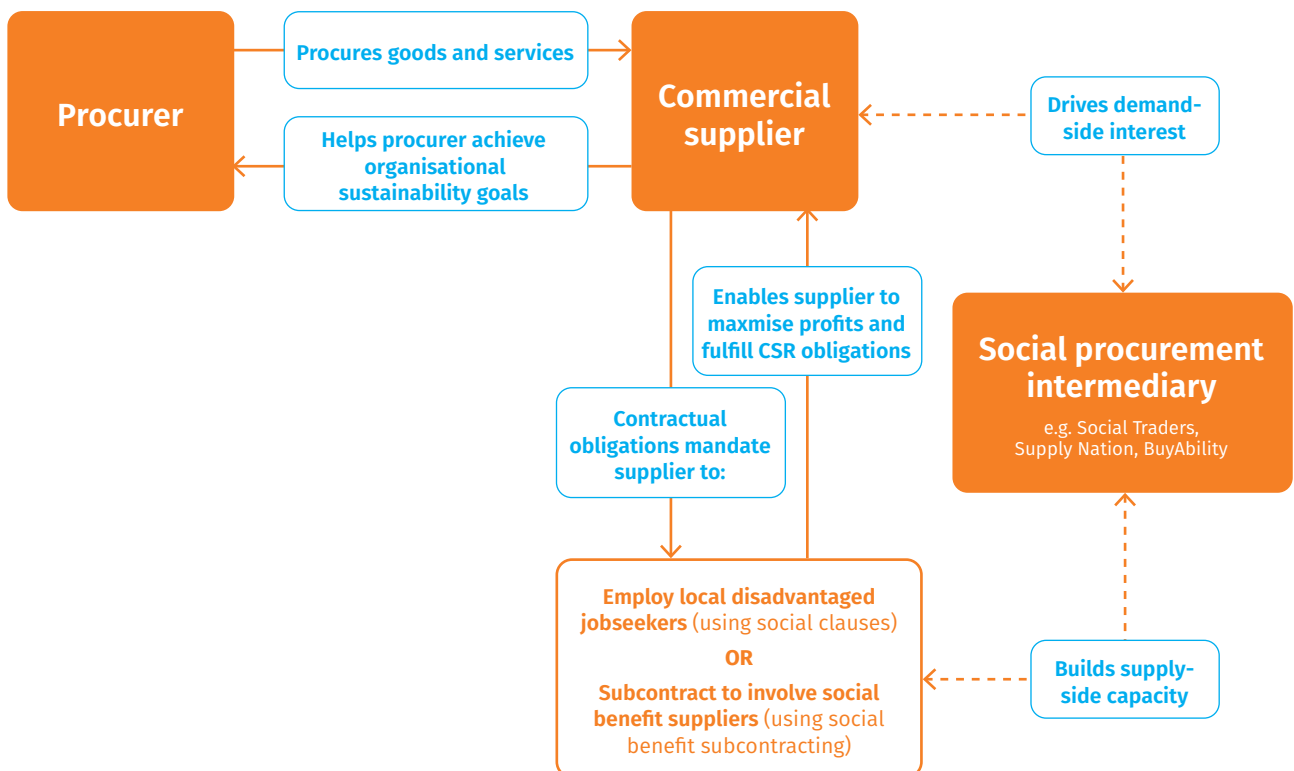 Procurer
Procures goods and services
Helps procurer achieve
organisational
sustainability goals
Commercial
supplier
Drives demand-
side interest
Enables supplier to
maxmise profits and
fulfill CSR obligations
Social procurement
intermediary
e.g. Social Traders,
Supply Nation, BuyAbility
Contractual
obligations mandate
supplier to:
Employ local disadvantaged
jobseekers (using social clauses)
OR
Subcontract to involve social
benefit suppliers (using social
benefit subcontracting)
Builds supply-
side capacity